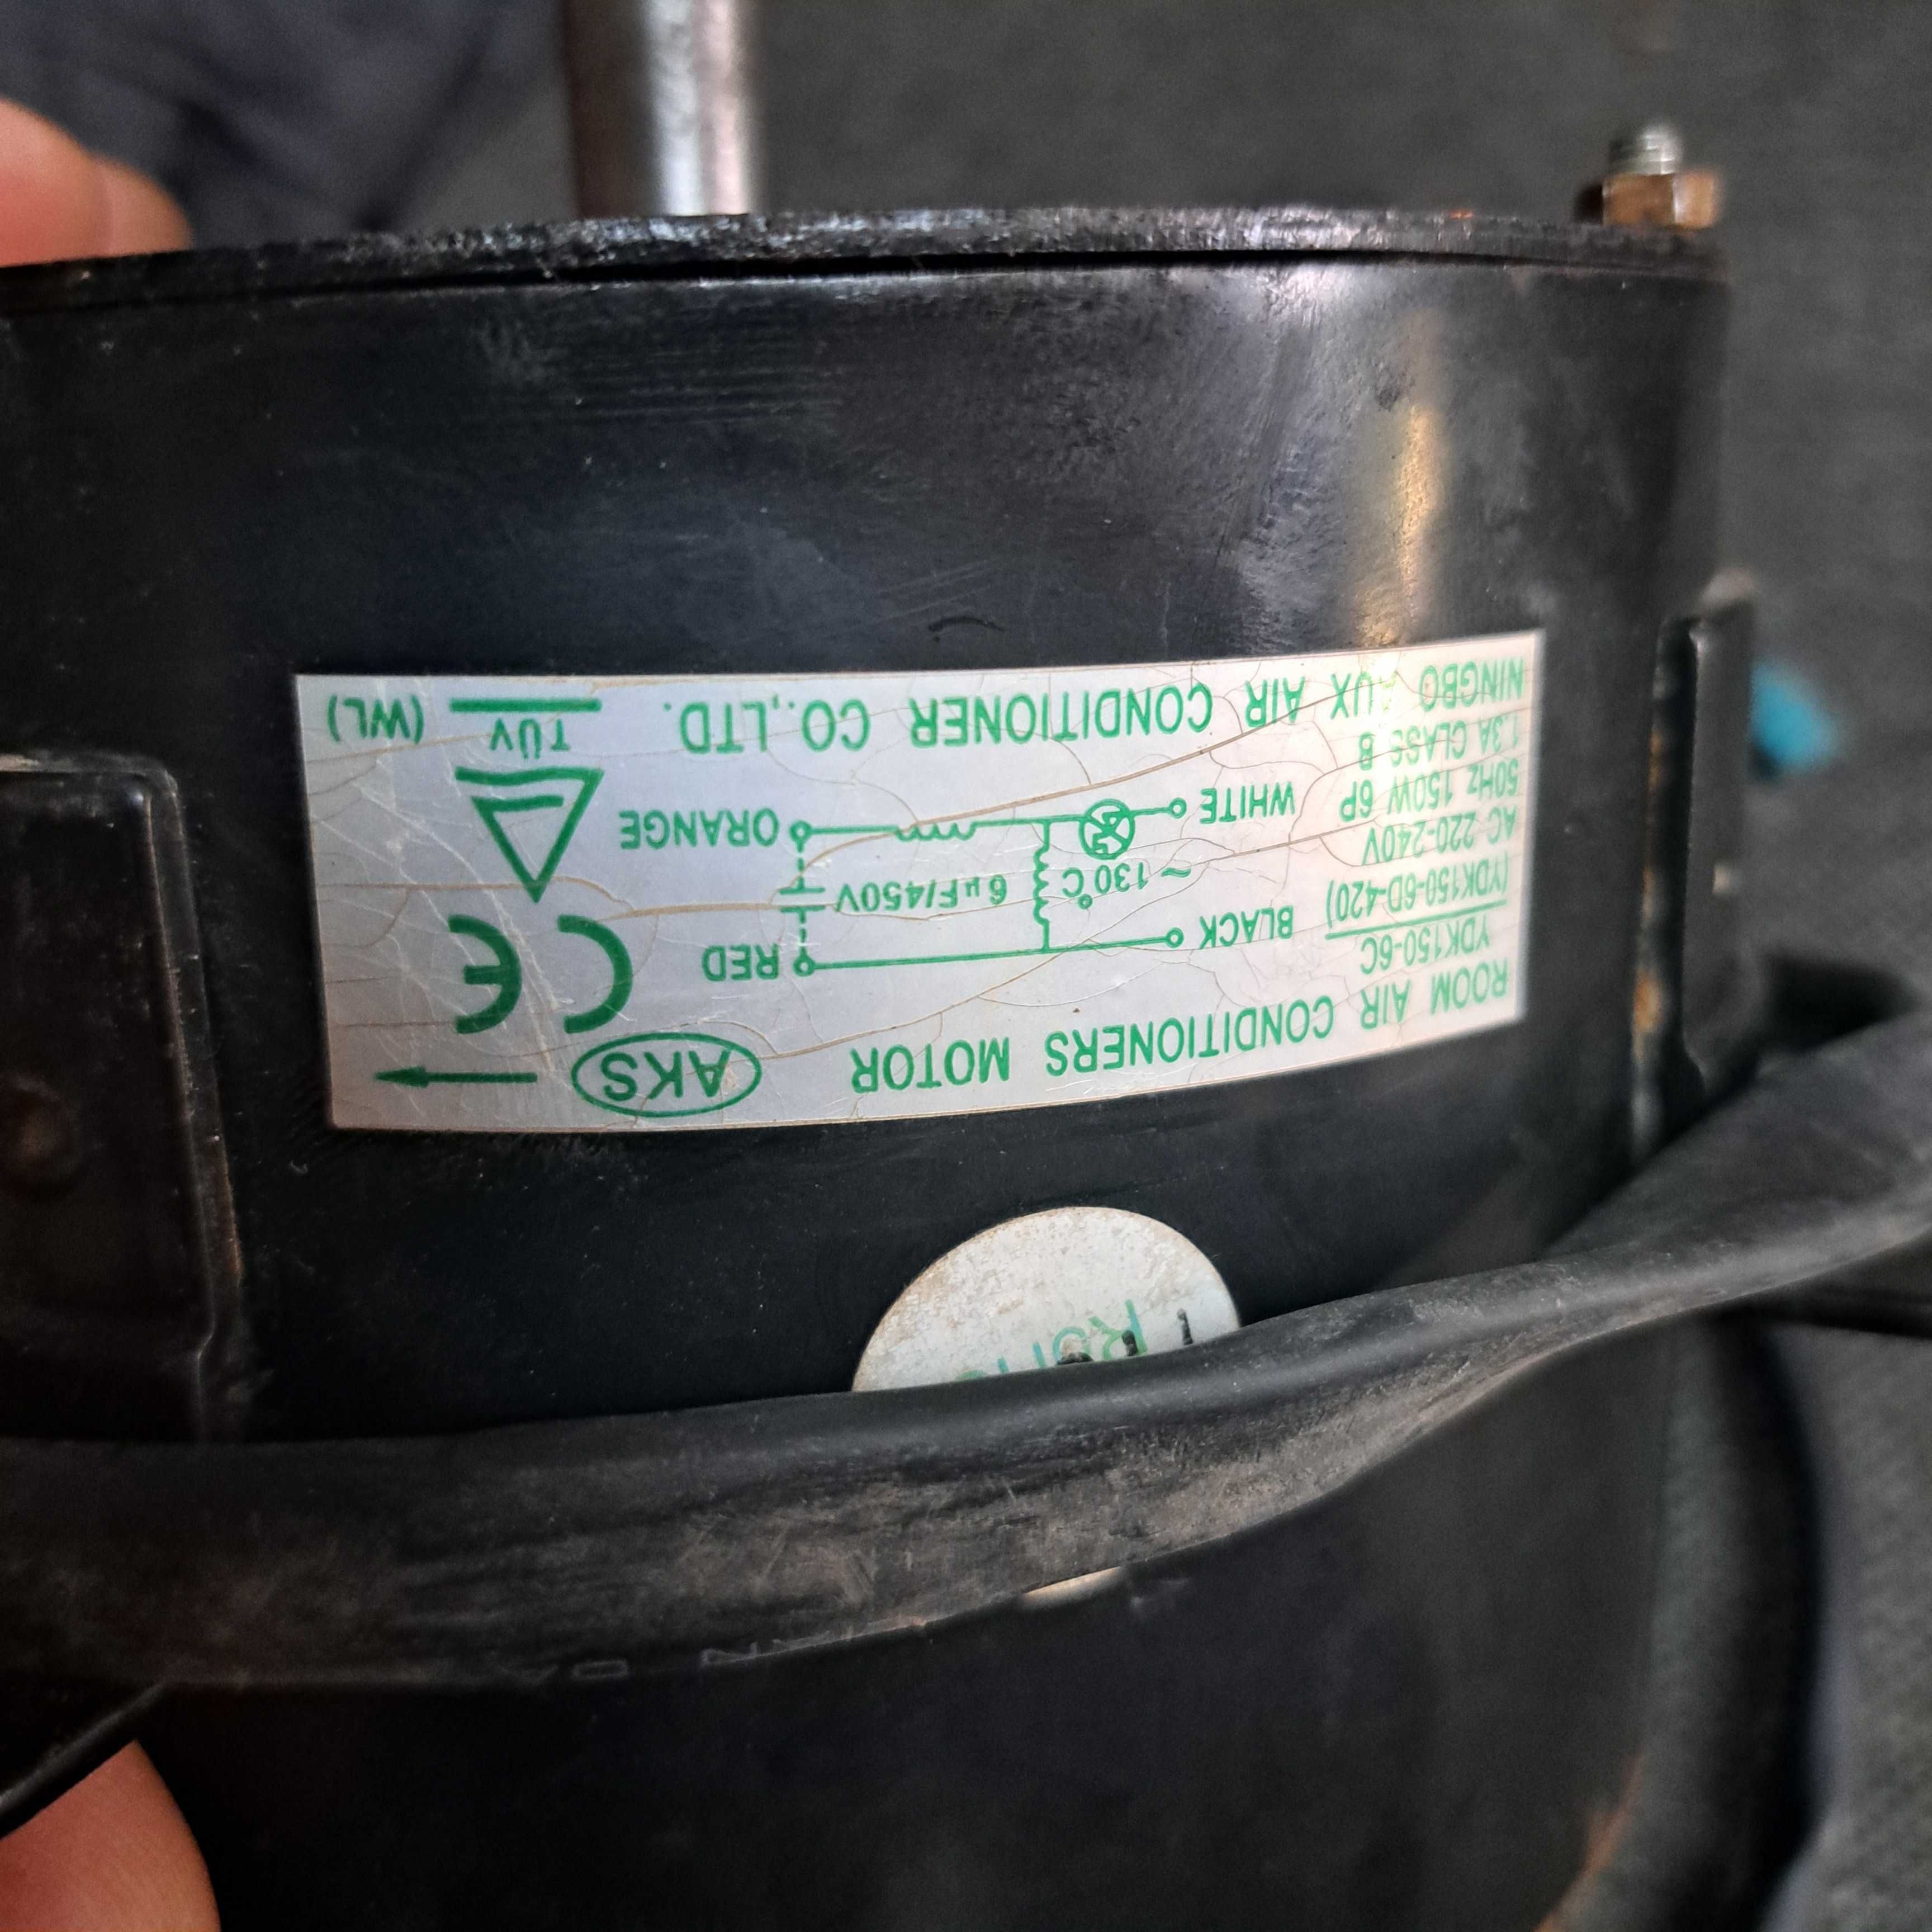 ROOM AIR CONDITIONERS MOTOR AKS
YDK150-6C
(YDK150-6D-420)
AC 220-240V
50Hz 150W 6P
1.3A CLASS B
BLACK
RED
~130°C
6μF/450V
WHITE
ORANGE
CE
TÜV
NINGBO AUX AIR CONDITIONER CO.,LTD. (WL)